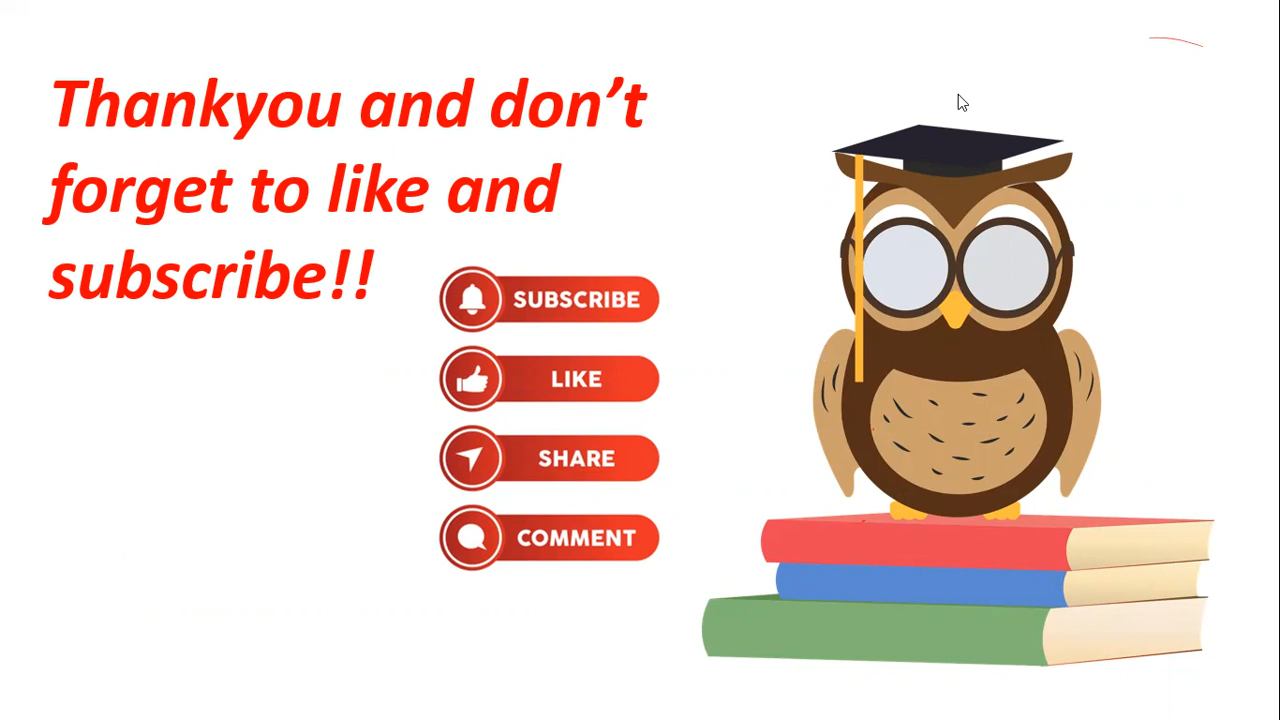 Thankyou and don’t
forget to like and
subscribe!!
SUBSCRIBE
LIKE
SHARE
COMMENT